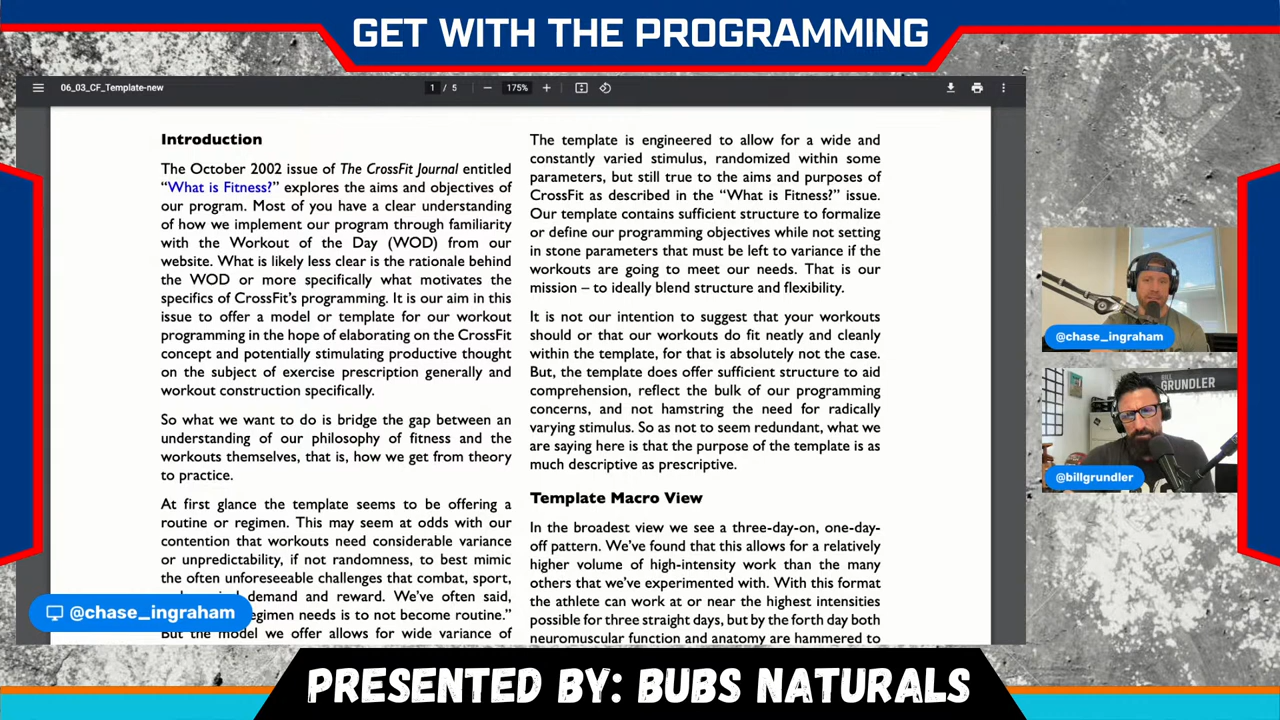 GET WITH THE PROGRAMMING
06_03_CF_Template-new
1 / 5
175%
Introduction
The October 2002 issue of The CrossFit Journal entitled
“What is Fitness?” explores the aims and objectives of
our program. Most of you have a clear understanding
of how we implement our program through familiarity
with the Workout of the Day (WOD) from our
website. What is likely less clear is the rationale behind
the WOD or more specifically what motivates the
specifics of CrossFit’s programming. It is our aim in this
issue to offer a model or template for our workout
programming in the hope of elaborating on the CrossFit
concept and potentially stimulating productive thought
on the subject of exercise prescription generally and
workout construction specifically.
So what we want to do is bridge the gap between an
understanding of our philosophy of fitness and the
workouts themselves, that is, how we get from theory
to practice.
At first glance the template seems to be offering a
routine or regimen. This may seem at odds with our
contention that workouts need considerable variance
or unpredictability, if not randomness, to best mimic
the often unforeseeable challenges that combat, sport,
demand and reward. We’ve often said,
egimen needs is to not become routine.”
But the model we offer allows for wide variance of
The template is engineered to allow for a wide and
constantly varied stimulus, randomized within some
parameters, but still true to the aims and purposes of
CrossFit as described in the “What is Fitness?” issue.
Our template contains sufficient structure to formalize
or define our programming objectives while not setting
in stone parameters that must be left to variance if the
workouts are going to meet our needs. That is our
mission – to ideally blend structure and flexibility.
It is not our intention to suggest that your workouts
should or that our workouts do fit neatly and cleanly
within the template, for that is absolutely not the case.
But, the template does offer sufficient structure to aid
comprehension, reflect the bulk of our programming
concerns, and not hamstring the need for radically
varying stimulus. So as not to seem redundant, what we
are saying here is that the purpose of the template is as
much descriptive as prescriptive.
Template Macro View
In the broadest view we see a three-day-on, one-day-
off pattern. We’ve found that this allows for a relatively
higher volume of high-intensity work than the many
others that we’ve experimented with. With this format
the athlete can work at or near the highest intensities
possible for three straight days, but by the forth day both
neuromuscular function and anatomy are hammered to
@chase_ingraham
@chase_ingraham
BILL
GRUNDLER
@billgrundler
PRESENTED BY: BUBS NATURALS